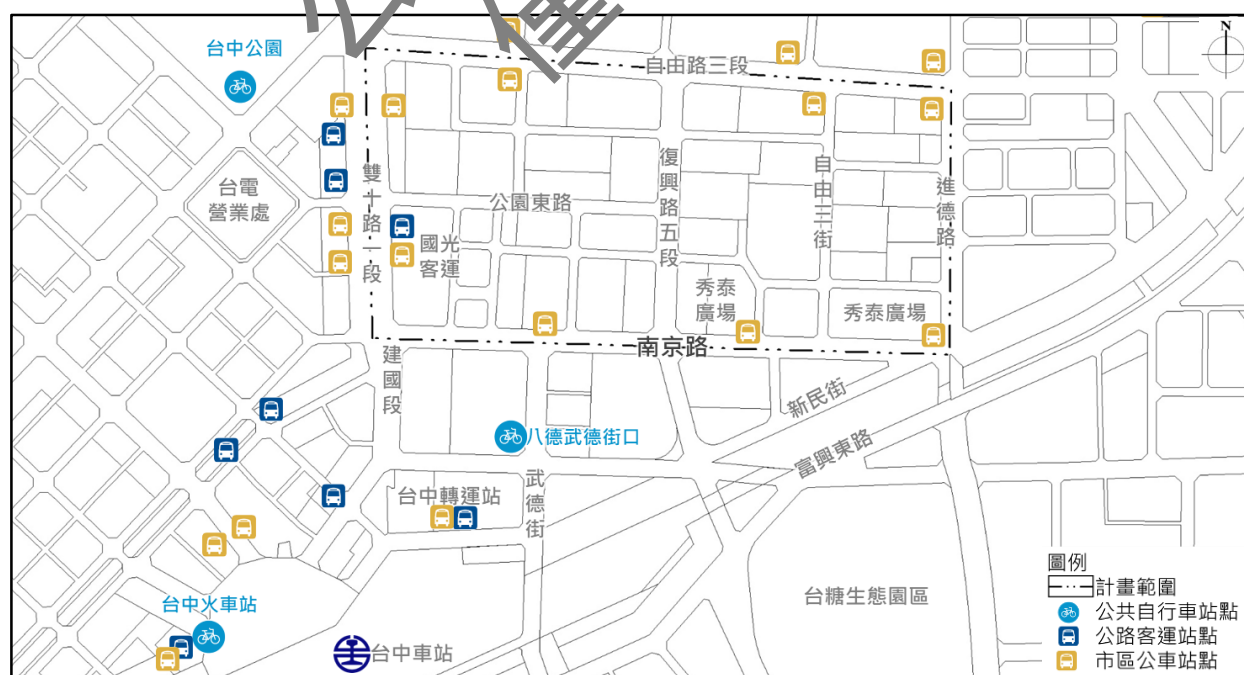 公
僅
N
台中公園
自由路三段
台電
營業處
雙十路一段
公園東路
復興路五段
自由三街
進德路
國光
客運
秀泰
廣場
秀泰廣場
南京路
建國段
新民街
八德武德街口
富興東路
台中轉運站
武德街
台中火車站
台中車站
台糖生態園區
圖例
計畫範圍
公共自行車站點
公路客運站點
市區公車站點